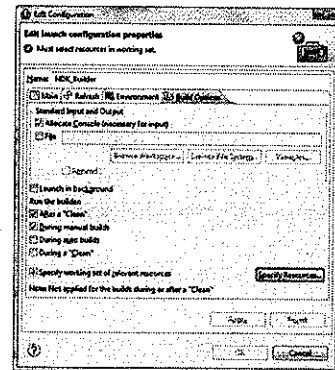 Edit Configuration
Edit launch configuration properties
Must select resources in working set.
Name: NDK_Builder
Main Refresh Environment Build Options
Standard Input and Output
Allocate Console (necessary for input)
File
Browse Workspace... Browse File System... Variables...
Append
Launch in background
Run the builder:
After a "Clean"
During manual builds
During auto builds
During a "Clean"
Specify working set of relevant resources
Specify Resources...
Note: Not applied for the builds during or after a "Clean"
Apply Revert
OK Cancel